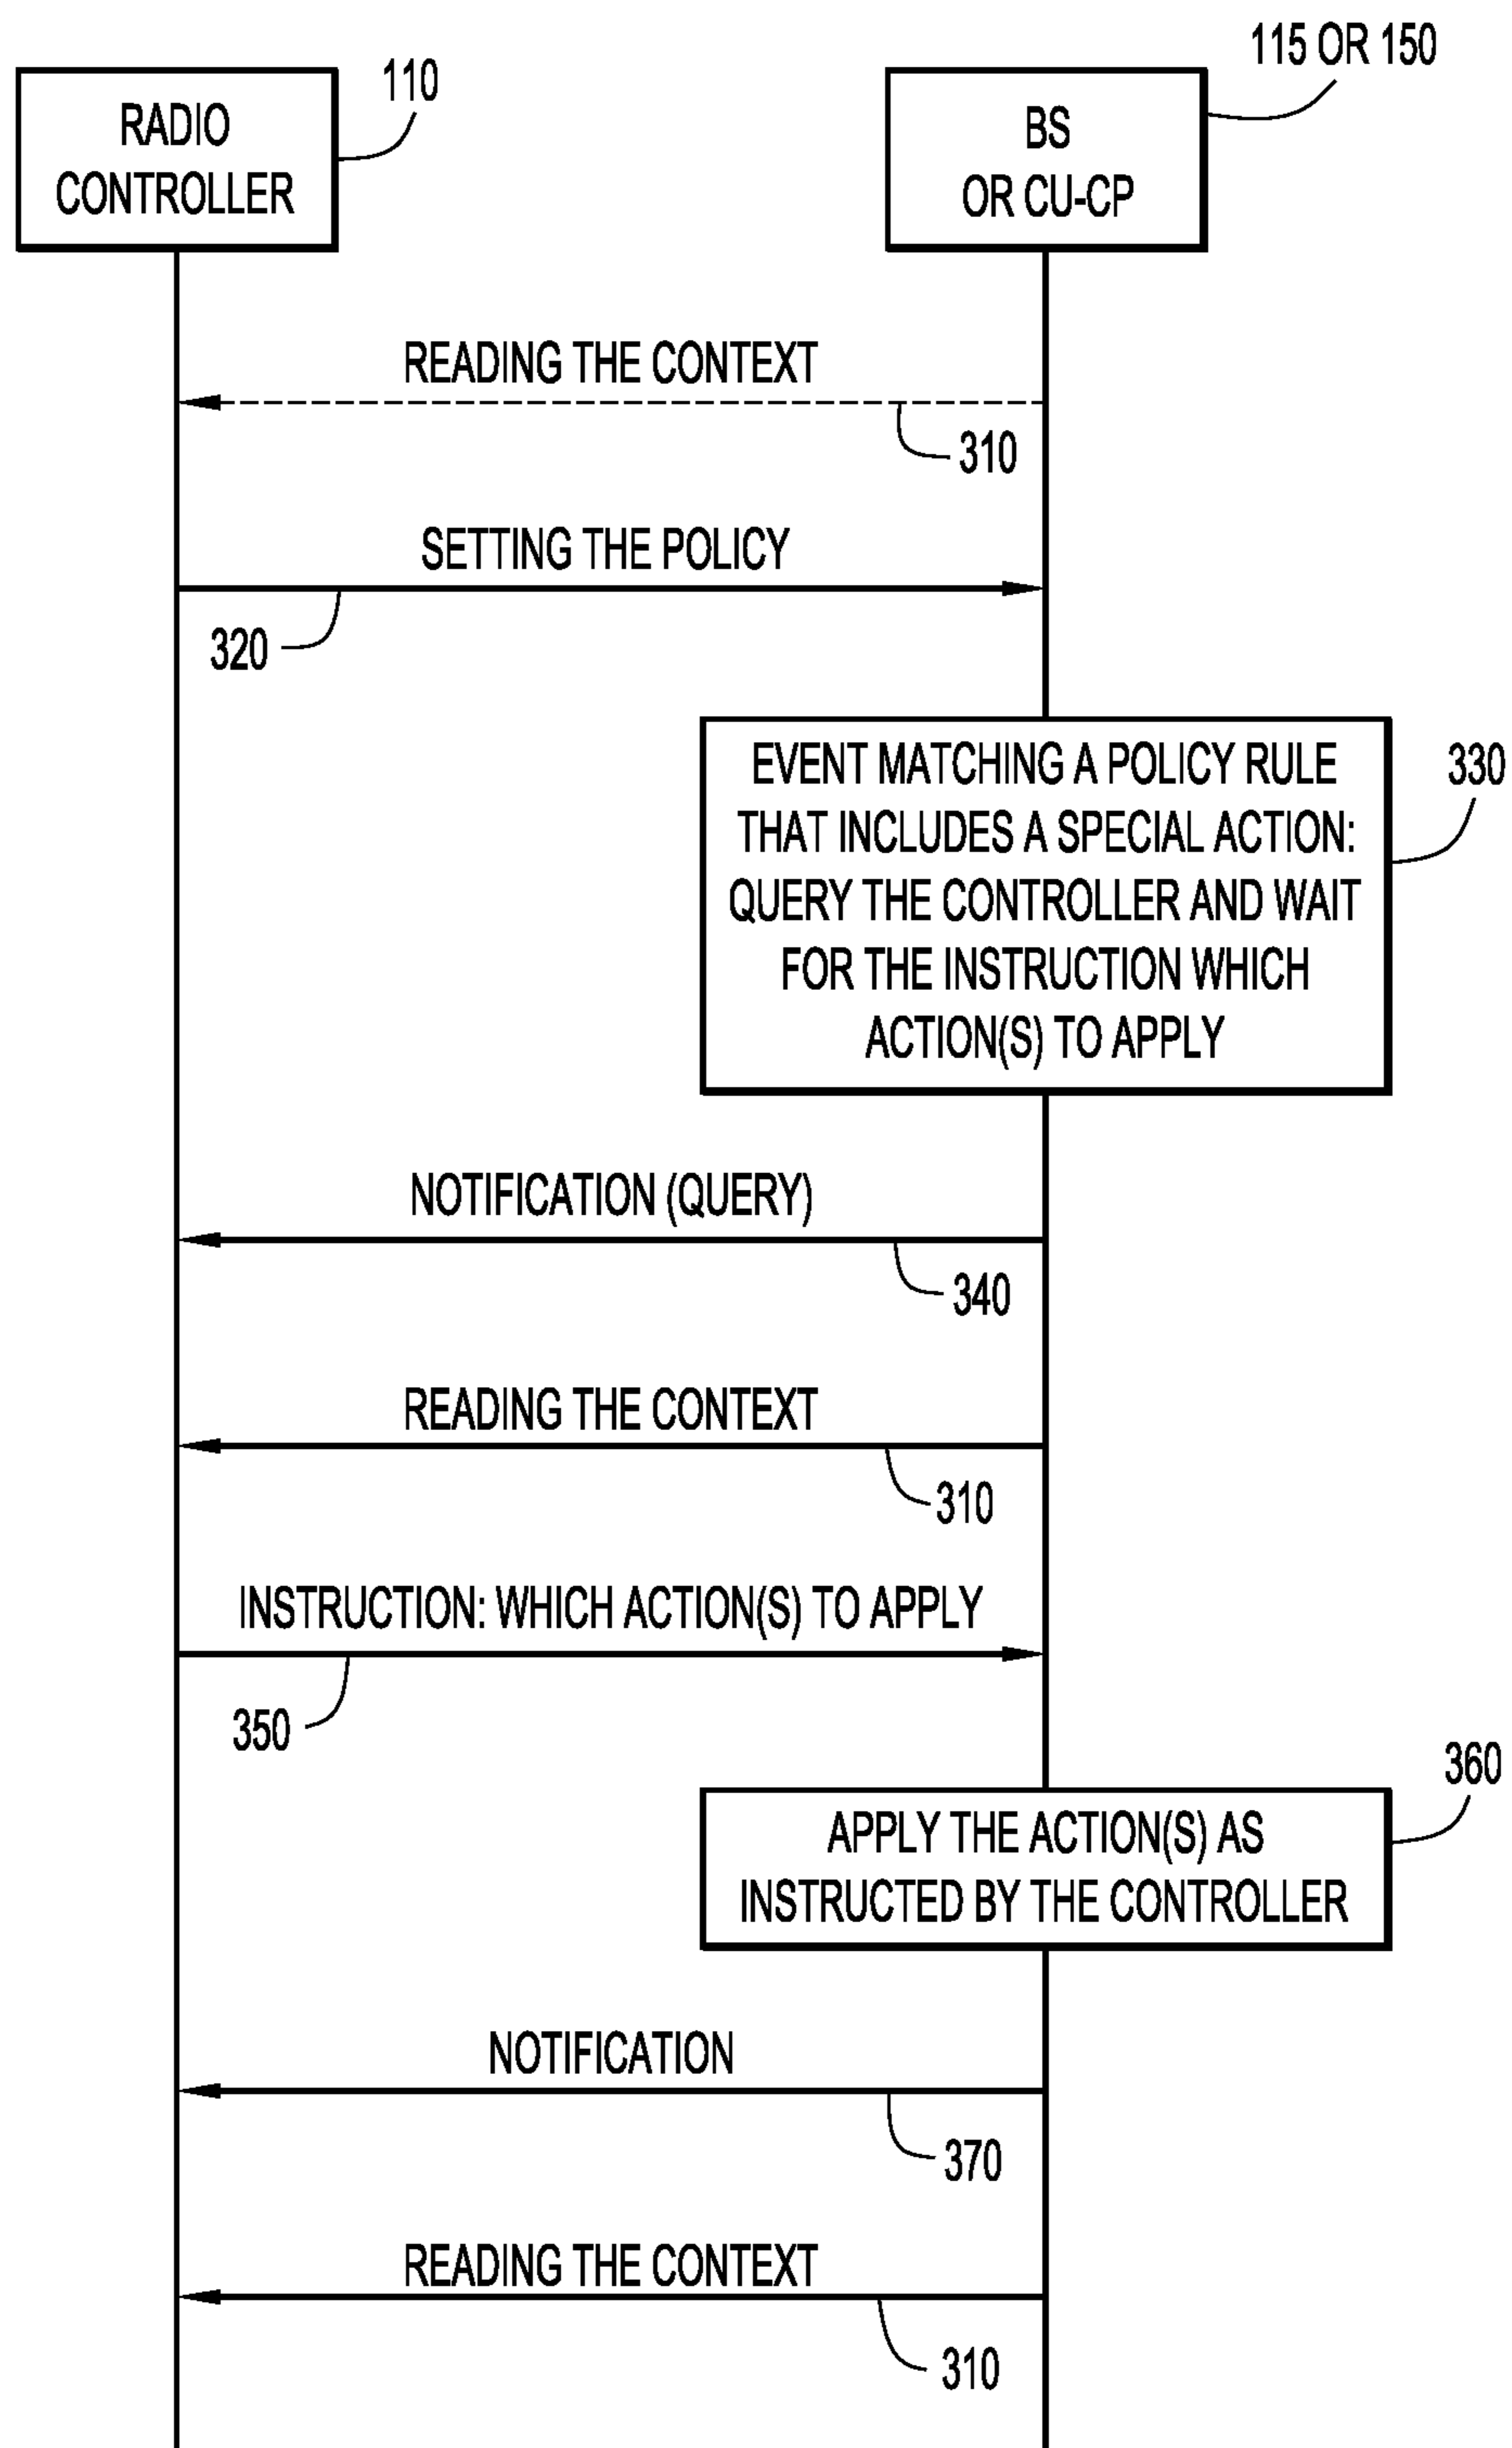 115 OR 150
110
RADIO
CONTROLLER
BS
OR CU-CP
READING THE CONTEXT
310
SETTING THE POLICY
320
EVENT MATCHING A POLICY RULE
THAT INCLUDES A SPECIAL ACTION:
QUERY THE CONTROLLER AND WAIT
FOR THE INSTRUCTION WHICH
ACTION(S) TO APPLY
330
NOTIFICATION (QUERY)
340
READING THE CONTEXT
310
INSTRUCTION: WHICH ACTION(S) TO APPLY
350
360
APPLY THE ACTION(S) AS
INSTRUCTED BY THE CONTROLLER
NOTIFICATION
370
READING THE CONTEXT
310